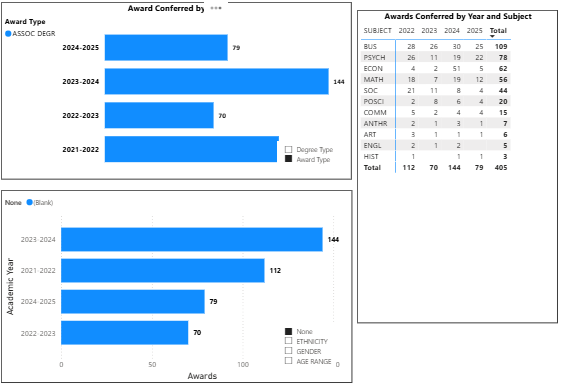 Award Conferred by
Award Type
ASSOC DEGR
2024-2025 79
2023-2024 144
2022-2023 70
2021-2022
Degree Type
Award Type
Awards Conferred by Year and Subject
SUBJECT 2022 2023 2024 2025 Total
BUS 28 26 30 25 109
PSYCH 26 11 19 22 78
ECON 4 2 51 5 62
MATH 18 7 19 12 56
SOC 21 11 8 4 44
POSCI 2 8 6 4 20
COMM 5 2 4 4 15
ANTHR 2 1 3 1 7
ART 3 1 1 1 6
ENGL 2 1 2 5
HIST 1 1 1 3
Total 112 70 144 79 405
None (Blank)
Academic Year
2023-2024 144
2021-2022 112
2024-2025 79
2022-2023 70
None
ETHNICITY
GENDER
AGE RANGE
0 50 100 0
Awards